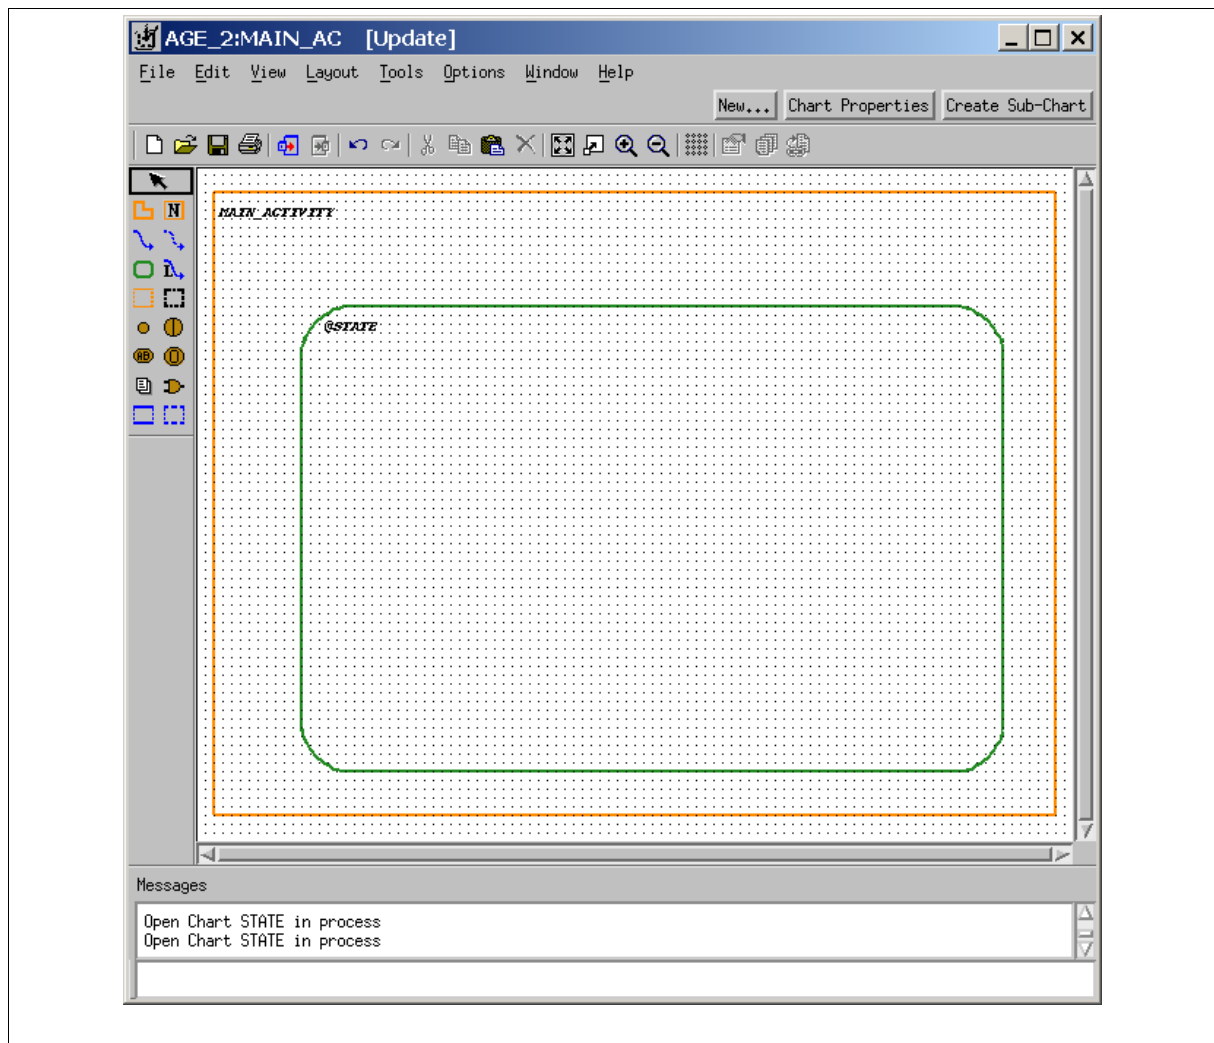 AGE_2:MAIN_AC [Update]
File Edit View Layout Tools Options Window Help
New... Chart Properties Create Sub-Chart
N
AB
MAIN_ACTIVITY
@STATE
Messages
Open Chart STATE in process
Open Chart STATE in process